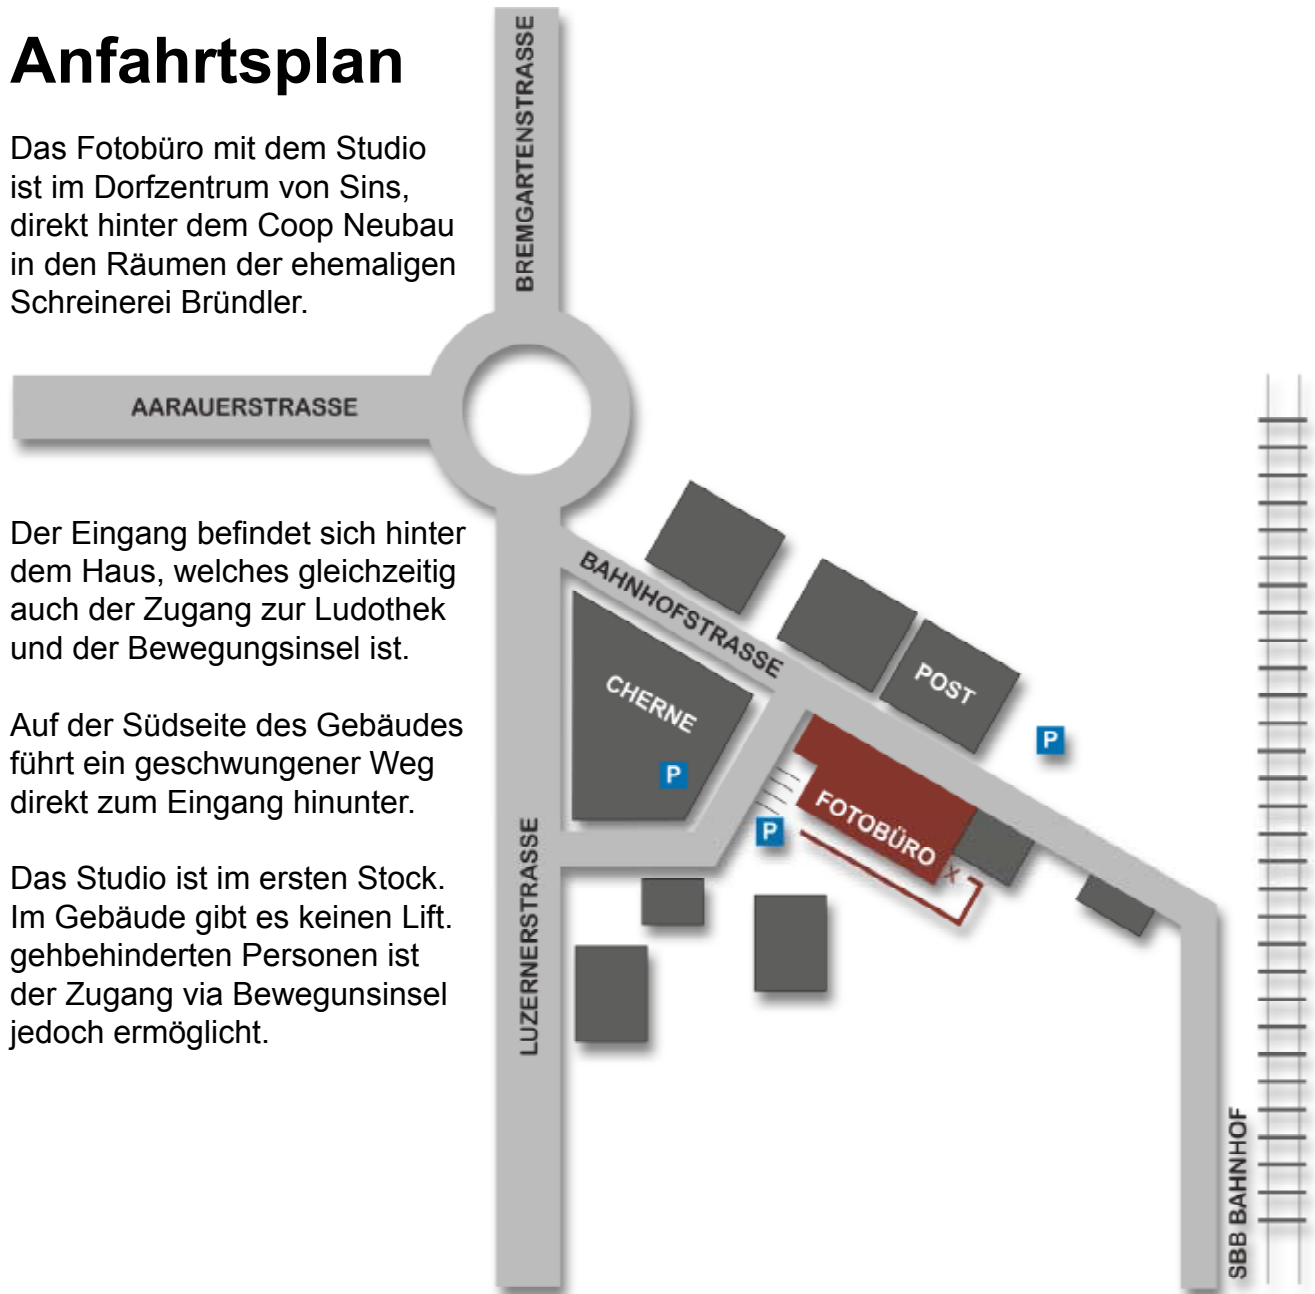 Anfahrtsplan
Das Fotobüro mit dem Studio
ist im Dorfzentrum von Sins,
direkt hinter dem Coop Neubau
in den Räumen der ehemaligen
Schreinerei Bründler.
BREMGARTENSTRASSE
AARAUERSTRASSE
Der Eingang befindet sich hinter
dem Haus, welches gleichzeitig
auch der Zugang zur Ludothek
und der Bewegungsinsel ist.
Auf der Südseite des Gebäudes
führt ein geschwungener Weg
direkt zum Eingang hinunter.
Das Studio ist im ersten Stock.
Im Gebäude gibt es keinen Lift.
gehbehinderten Personen ist
der Zugang via Bewegunsinsel
jedoch ermöglicht.
BAHNHOFSTRASSE
CHERNE
P
POST
P
FOTOBÜRO
X
P
LUZERNERSTRASSE
SBB BAHNHOF